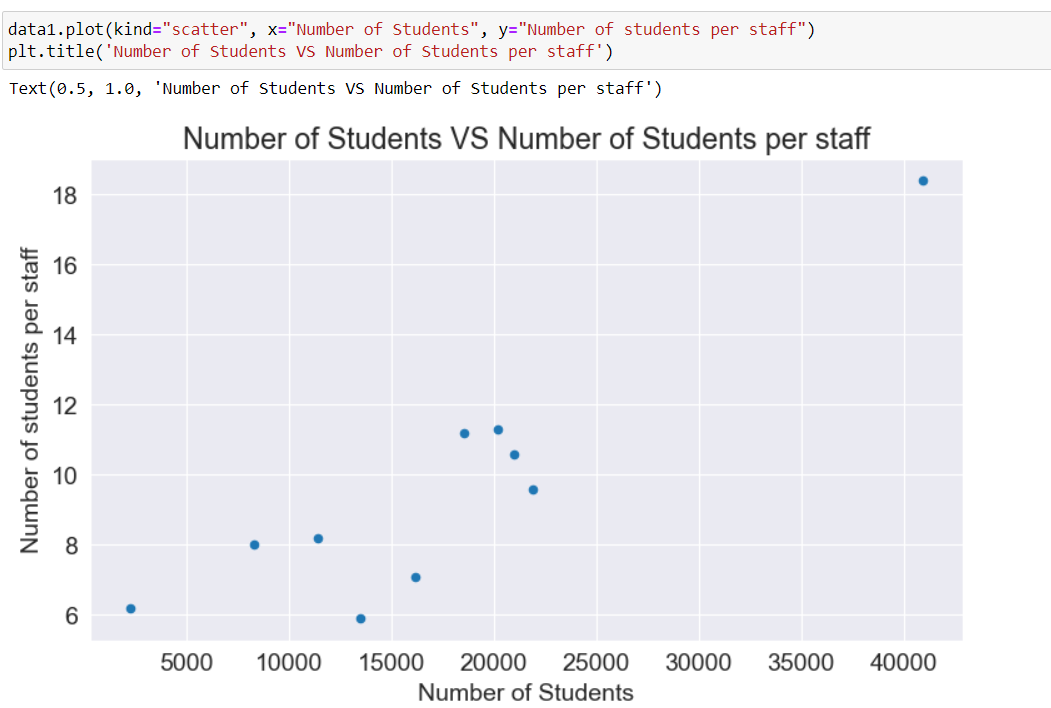 data1.plot(kind="scatter", x="Number of Students", y="Number of students per staff")
plt.title('Number of Students VS Number of Students per staff')
Text(0.5, 1.0, 'Number of Students VS Number of Students per staff')
Number of Students VS Number of Students per staff
Number of students per staff
18
16
14
12
10
8
6
5000 10000 15000 20000 25000 30000 35000 40000
Number of Students